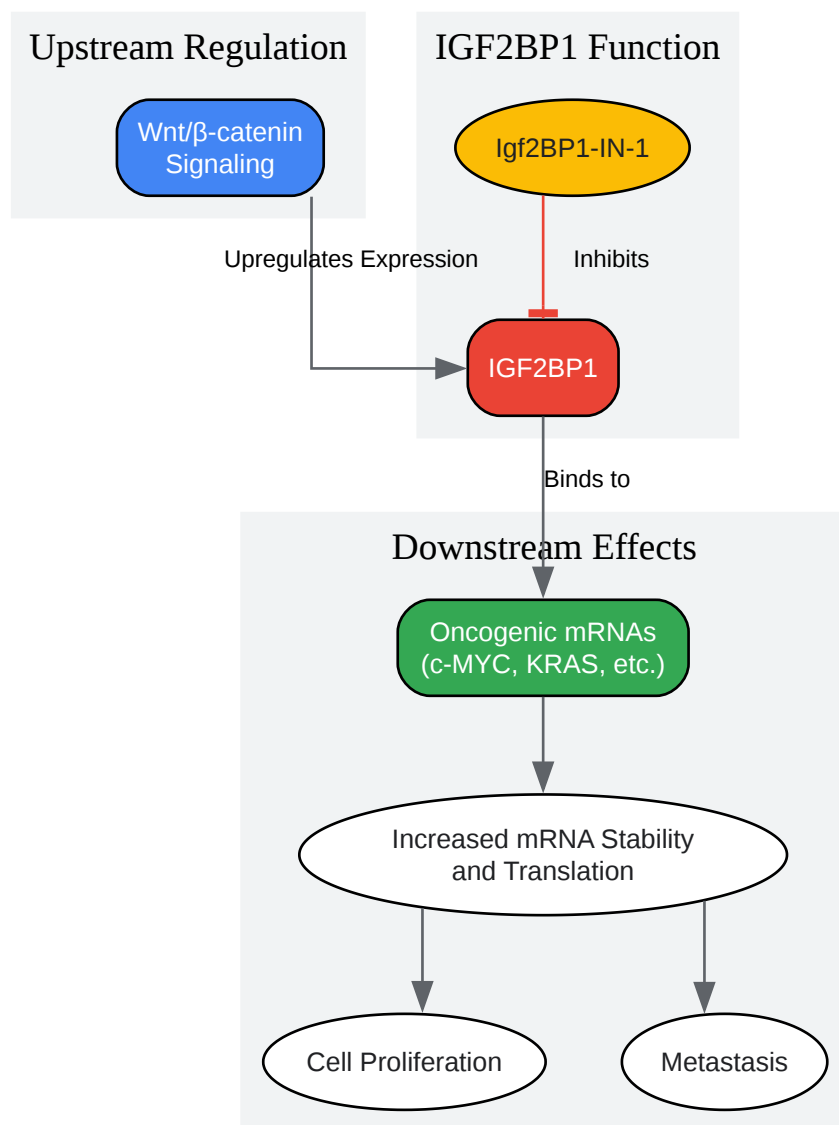 Upstream Regulation
IGF2BP1 Function
Wnt/β-catenin
Signaling
Igf2BP1-IN-1
Upregulates Expression
Inhibits
IGF2BP1
Binds to
Downstream Effects
Oncogenic mRNAs
(c-MYC, KRAS, etc.)
Increased mRNA Stability
and Translation
Cell Proliferation
Metastasis